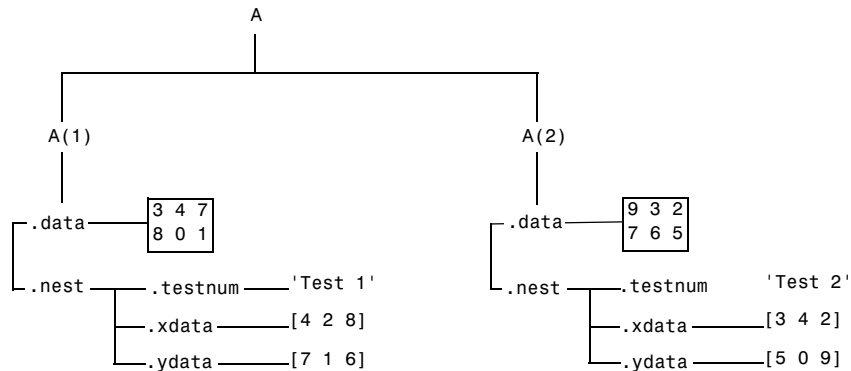 A
A(1) A(2)
.data 3 4 7 .data 9 3 2
8 0 1 7 6 5
.nest .testnum 'Test 1' .nest .testnum 'Test 2'
.xdata [4 2 8] .xdata [3 4 2]
.ydata [7 1 6] .ydata [5 0 9]